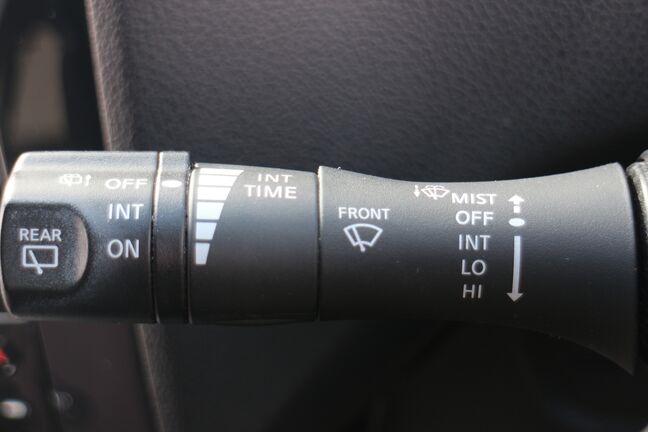 REAR
OFF
INT
ON
INT
TIME
FRONT
MIST
OFF
INT
LO
HI